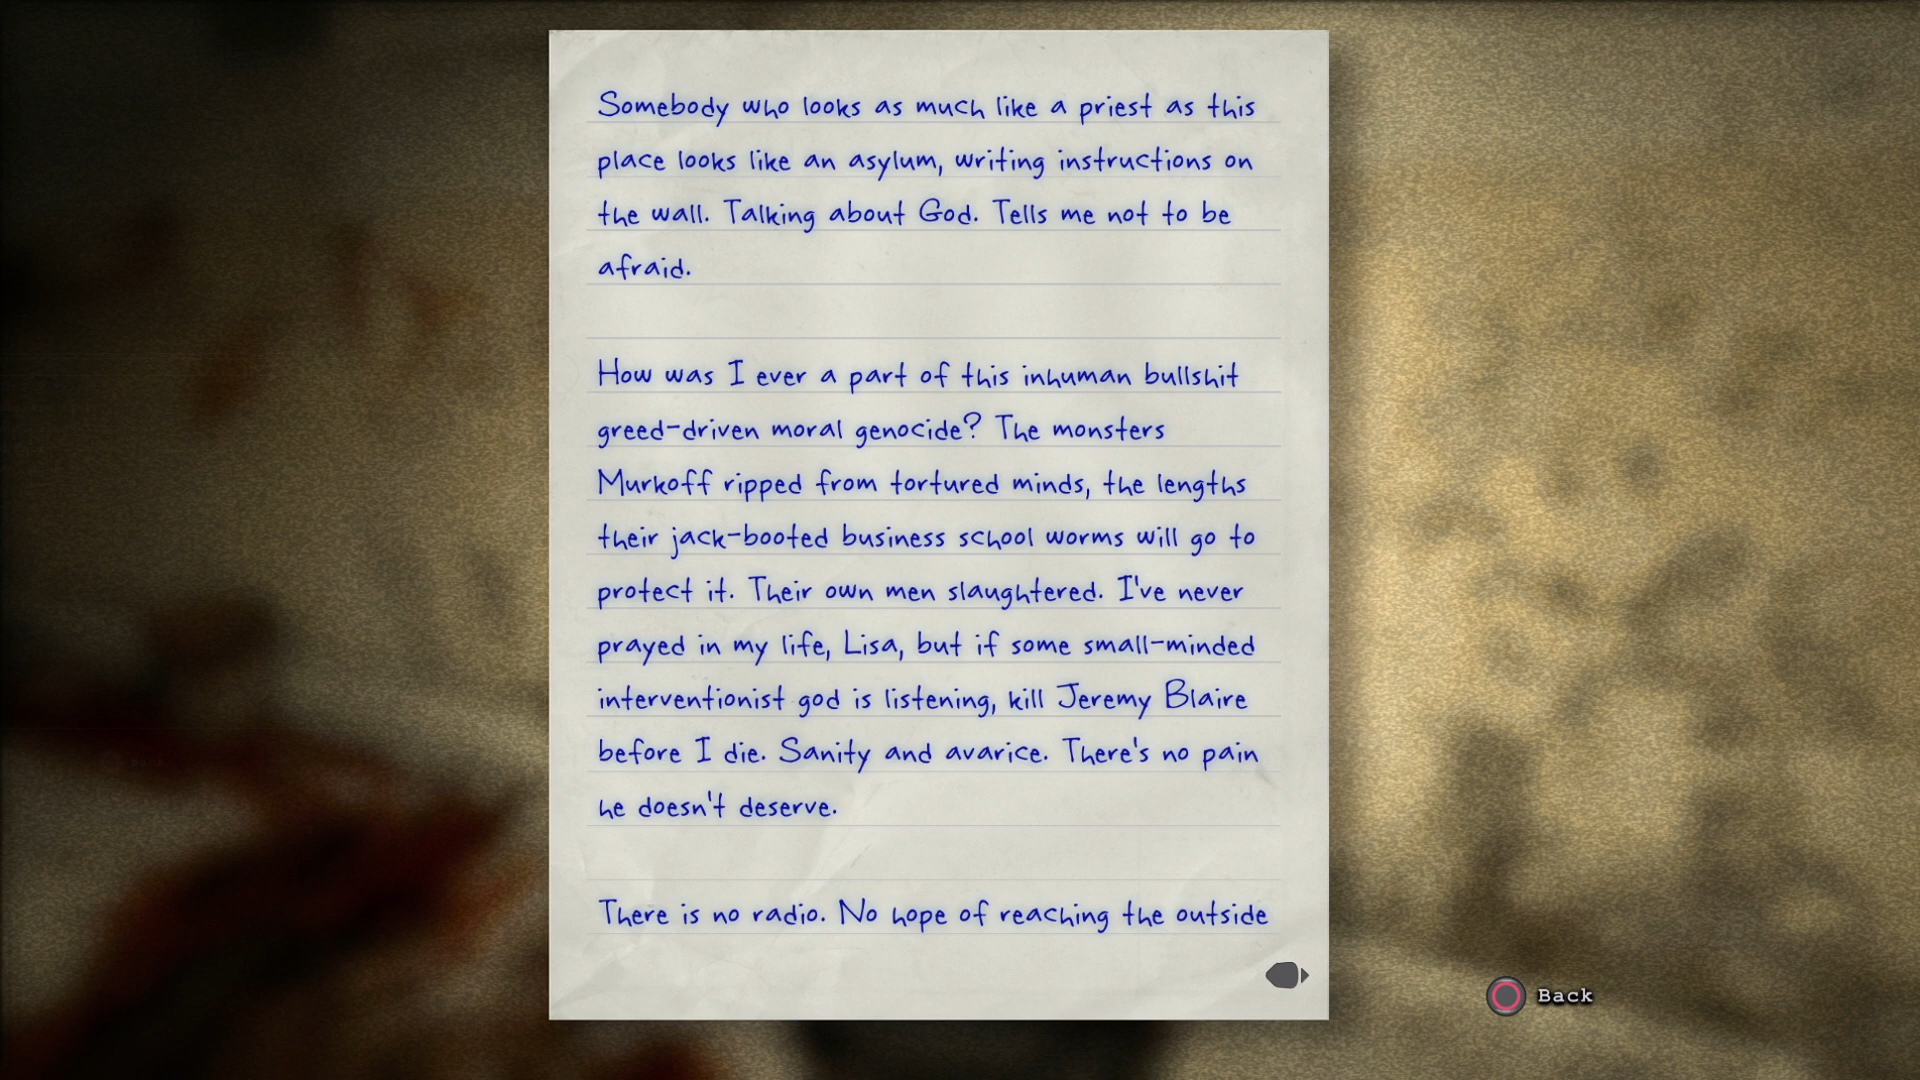 Somebody who looks as much like a priest as this
place looks like an asylum, writing instructions on
the wall. Talking about God. Tells me not to be
afraid.
How was I ever a part of this inhuman bullshit
greed-driven moral genocide? The monsters
Murkoff ripped from tortured minds, the lengths
their jack-booted business school worms will go to
protect it. Their own men slaughtered. I've never
prayed in my life, Lisa, but if some small-minded
interventionist god is listening, kill Jeremy Blaire
before I die. Sanity and avarice. There's no pain
he doesn't deserve.
There is no radio. No hope of reaching the outside
Back